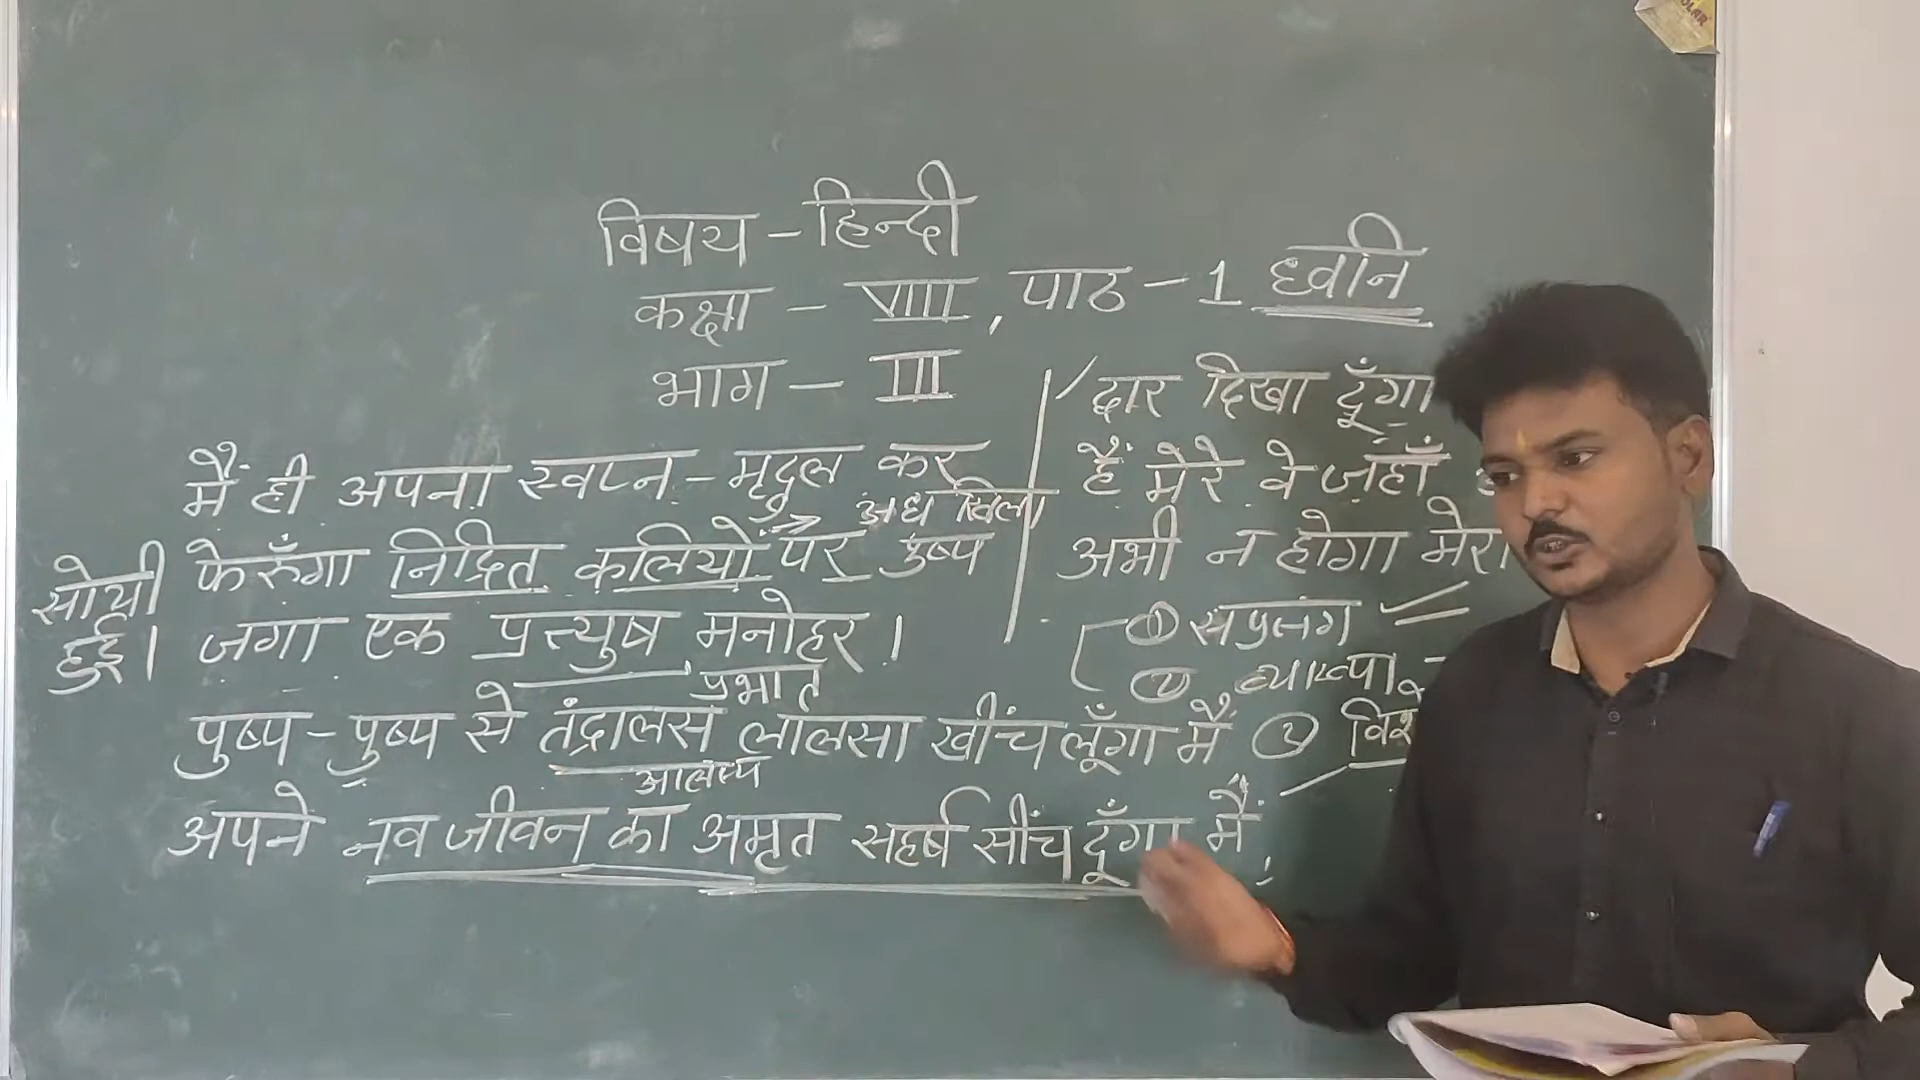 विषय - हिन्दी
कक्षा - VIII, पाठ - 1 ध्वनि
भाग - III
मैं ही अपना स्वप्न - मृदुल कर
फेरुँगा निद्रित कलियों पर पुष्प
अध खिला
सोयी हुई।
जगा एक प्रत्युष मनोहर।
प्रभात
पुष्प - पुष्प से तंद्रालस लालसा खींच लूँगा मैं
आलस्य
अपने नव जीवन का अमृत सहर्ष सींच दूँगा मैं,
द्वार दिखा दूँगा
हैं मेरे वे जहाँ
अभी न होगा मेरा
① सप्रसंग
② व्याख्या
③